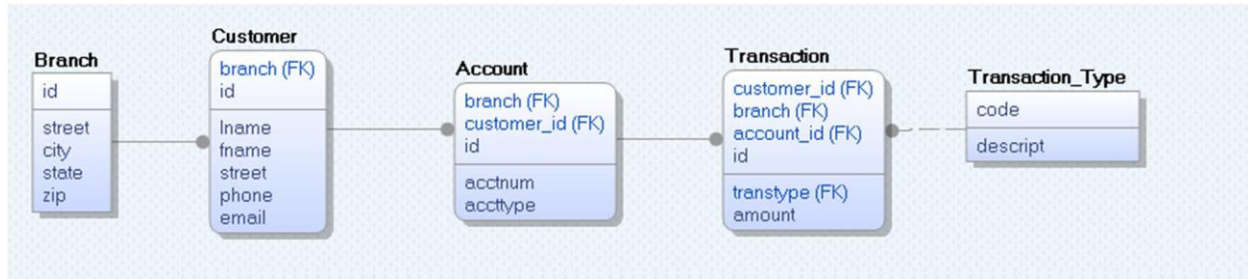 Branch
id
street
city
state
zip
Customer
branch (FK)
id
lname
fname
street
phone
email
Account
branch (FK)
customer_id (FK)
id
acctnum
accttype
Transaction
customer_id (FK)
branch (FK)
account_id (FK)
id
transtype (FK)
amount
Transaction_Type
code
descript